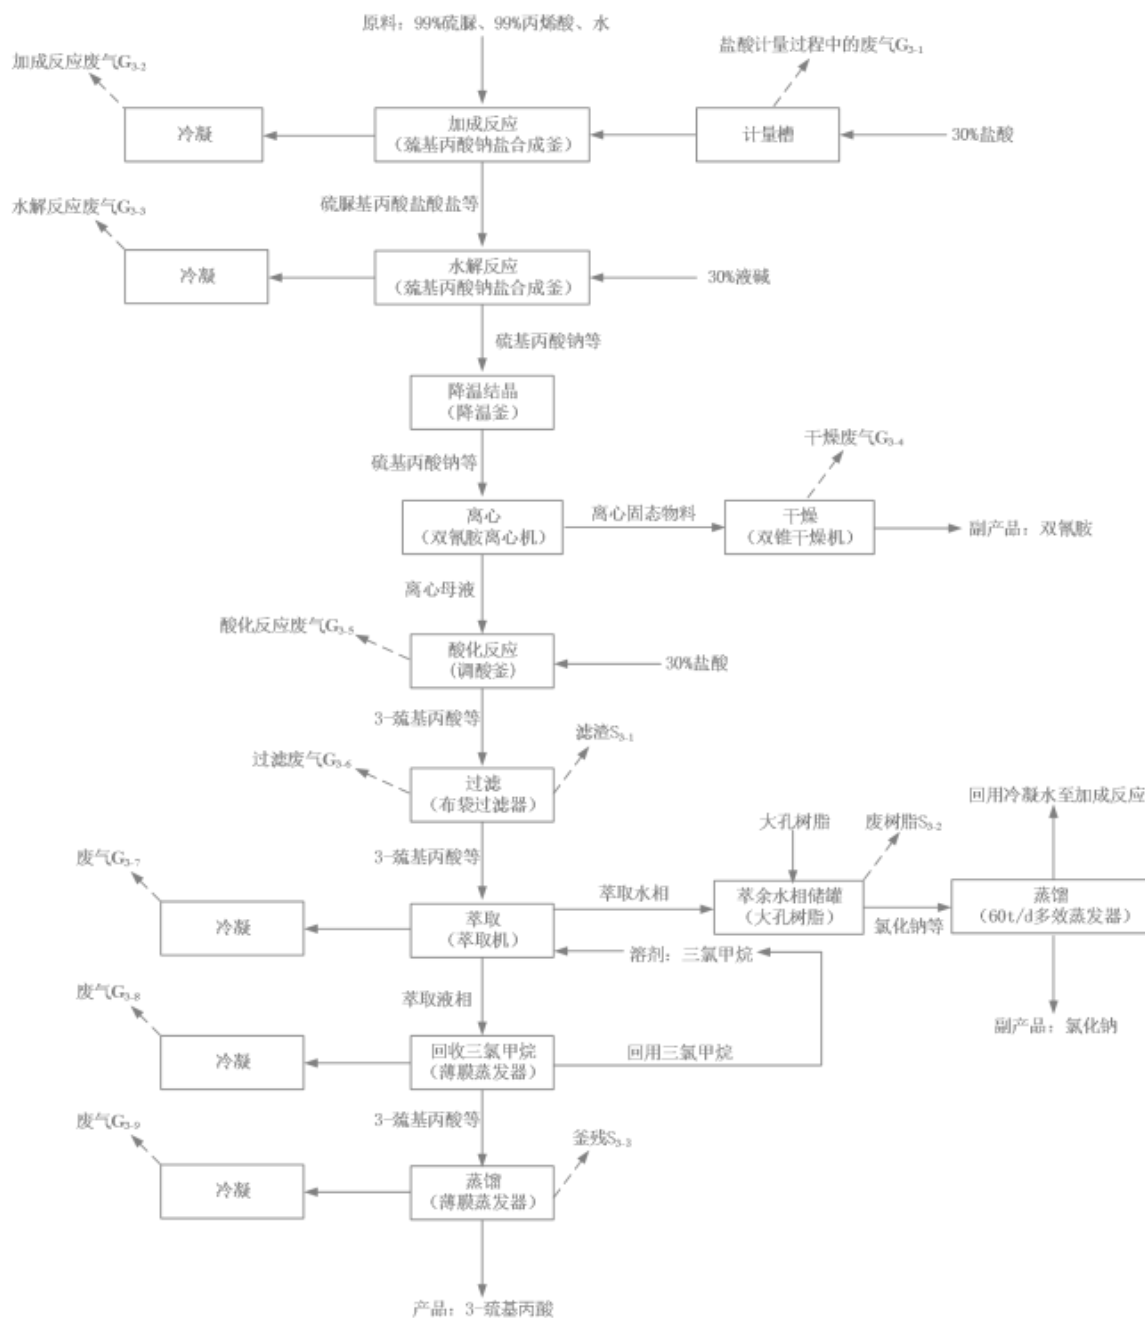 原料：99%硫脲、99%丙烯酸、水
盐酸计量过程中的废气G₃₋₁
加成反应废气G₃₋₂
冷凝
加成反应
（巯基丙酸钠盐合成釜）
计量槽
30%盐酸
硫脲基丙酸盐酸盐等
水解反应废气G₃₋₃
冷凝
水解反应
（巯基丙酸钠盐合成釜）
30%液碱
硫基丙酸钠等
降温结晶
（降温釜）
干燥废气G₃₋₄
硫基丙酸钠等
离心
（双氰胺离心机）
离心固态物料
干燥
（双锥干燥机）
副产品：双氰胺
离心母液
酸化反应废气G₃₋₅
酸化反应
（调酸釜）
30%盐酸
3-巯基丙酸等
滤渣S₃₋₁
过滤废气G₃₋₆
过滤
（布袋过滤器）
回用冷凝水至加成反应
大孔树脂
废树脂S₃₋₂
3-巯基丙酸等
废气G₃₋₇
萃取水相
萃余水相储罐
（大孔树脂）
蒸馏
（60t/d多效蒸发器）
冷凝
萃取
（萃取机）
氯化钠等
溶剂：三氯甲烷
废气G₃₋₈
萃取液相
副产品：氯化钠
冷凝
回收三氯甲烷
（薄膜蒸发器）
回用三氯甲烷
3-巯基丙酸等
废气G₃₋₉
釜残S₃₋₃
冷凝
蒸馏
（薄膜蒸发器）
产品：3-巯基丙酸